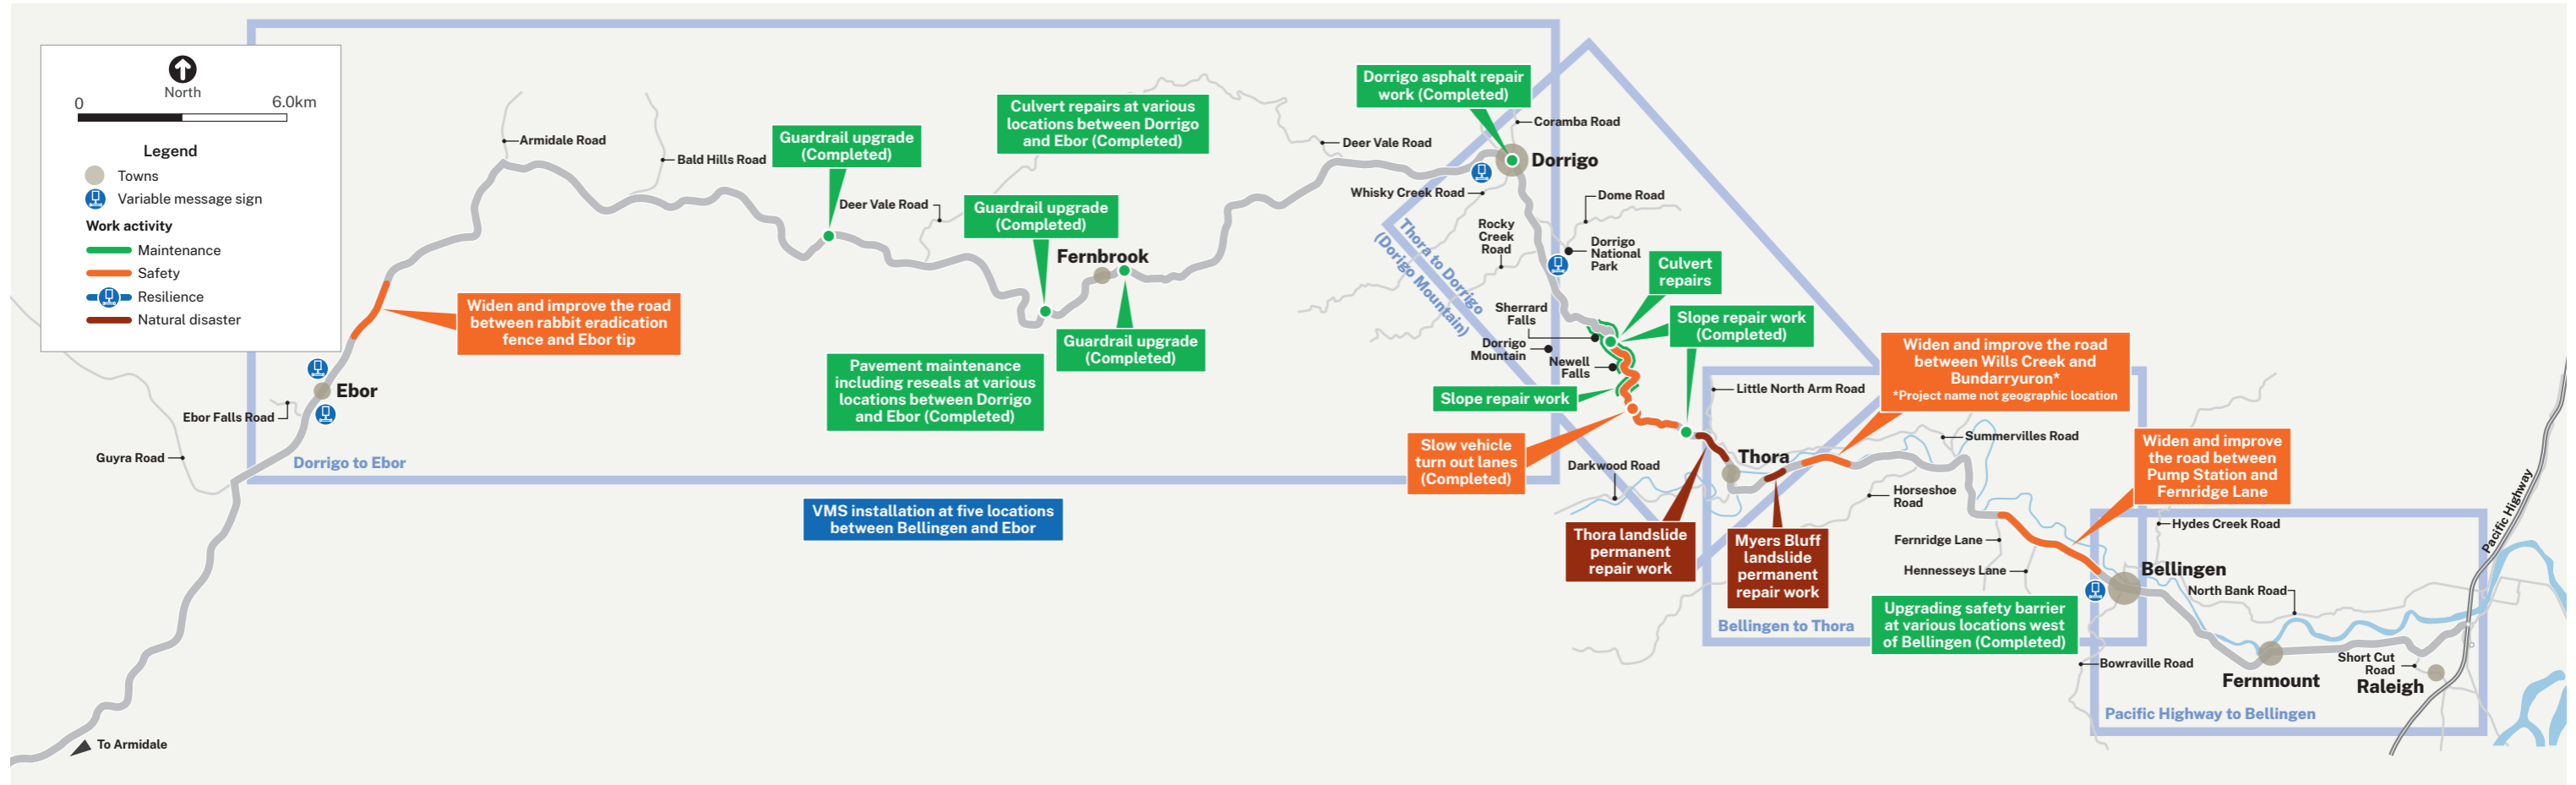 North
0 6.0km
Legend
Towns
Variable message sign
Work activity
Maintenance
Safety
Resilience
Natural disaster
Armidale Road
Bald Hills Road
Guardrail upgrade
(Completed)
Deer Vale Road
Culvert repairs at various
locations between Dorrigo
and Ebor (Completed)
Guardrail upgrade
(Completed)
Fernbrook
Guardrail upgrade
(Completed)
Pavement maintenance
including reseals at various
locations between Dorrigo
and Ebor (Completed)
Widen and improve the road
between rabbit eradication
fence and Ebor tip
Ebor
Ebor Falls Road
Guyra Road
Dorrigo to Ebor
VMS installation at five locations
between Bellingen and Ebor
To Armidale
Deer Vale Road
Dorrigo asphalt repair
work (Completed)
Coramba Road
Dorrigo
Whisky Creek Road
Dome Road
Rocky
Creek
Road
Dorrigo
National
Park
Thora to Dorrigo
(Dorrigo Mountain)
Culvert
repairs
Sherrard
Falls
Slope repair work
(Completed)
Dorrigo
Mountain
Newell
Falls
Slope repair work
Slow vehicle
turn out lanes
(Completed)
Little North Arm Road
Widen and improve the road
between Wills Creek and
Bundarryuron*
*Project name not geographic location
Thora
Darkwood Road
Summervilles Road
Horseshoe
Road
Thora landslide
permanent
repair work
Myers Bluff
landslide
permanent
repair work
Widen and improve
the road between
Pump Station and
Fernridge Lane
Fernridge Lane
Hennesseys Lane
Hydes Creek Road
Pacific Highway
Bellingen
North Bank Road
Upgrading safety barrier
at various locations west
of Bellingen (Completed)
Bellingen to Thora
Bowraville Road
Fernmount
Short Cut
Road
Raleigh
Pacific Highway to Bellingen